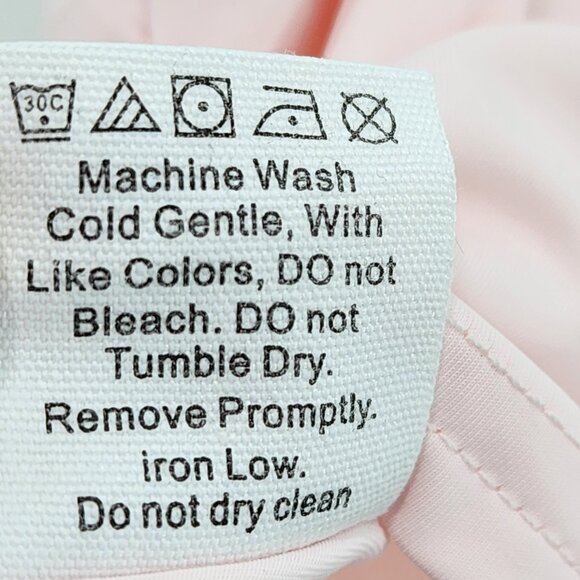 30C
Machine Wash
Cold Gentle, With
Like Colors, DO not
Bleach. DO not
Tumble Dry.
Remove Promptly.
iron Low.
Do not dry clean